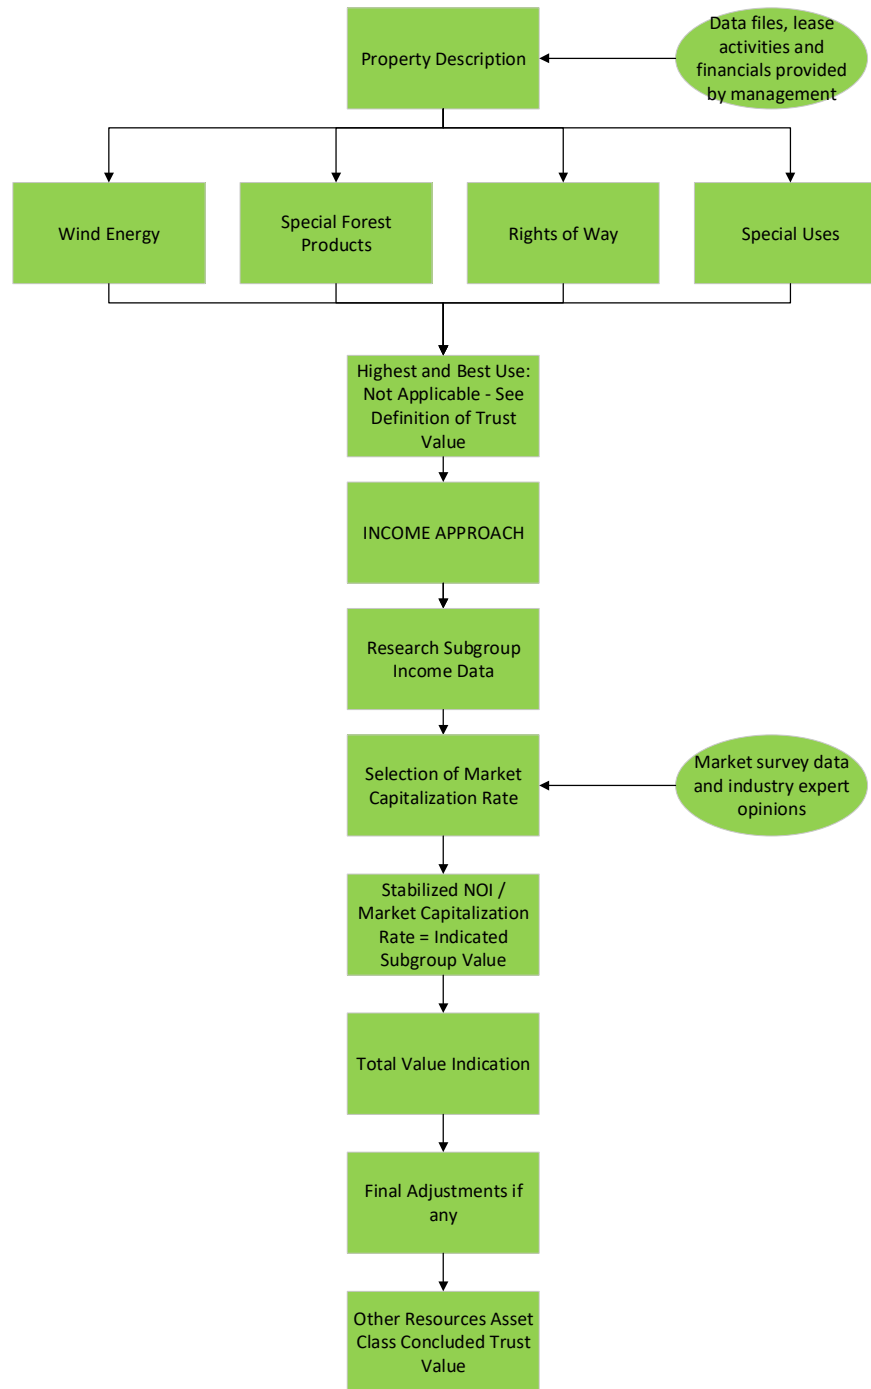 Property Description
Data files, lease
activities and
financials provided
by management
Wind Energy
Special Forest
Products
Rights of Way
Special Uses
Highest and Best Use:
Not Applicable - See
Definition of Trust
Value
INCOME APPROACH
Research Subgroup
Income Data
Selection of Market
Capitalization Rate
Market survey data
and industry expert
opinions
Stabilized NOI /
Market Capitalization
Rate = Indicated
Subgroup Value
Total Value Indication
Final Adjustments if
any
Other Resources Asset
Class Concluded Trust
Value